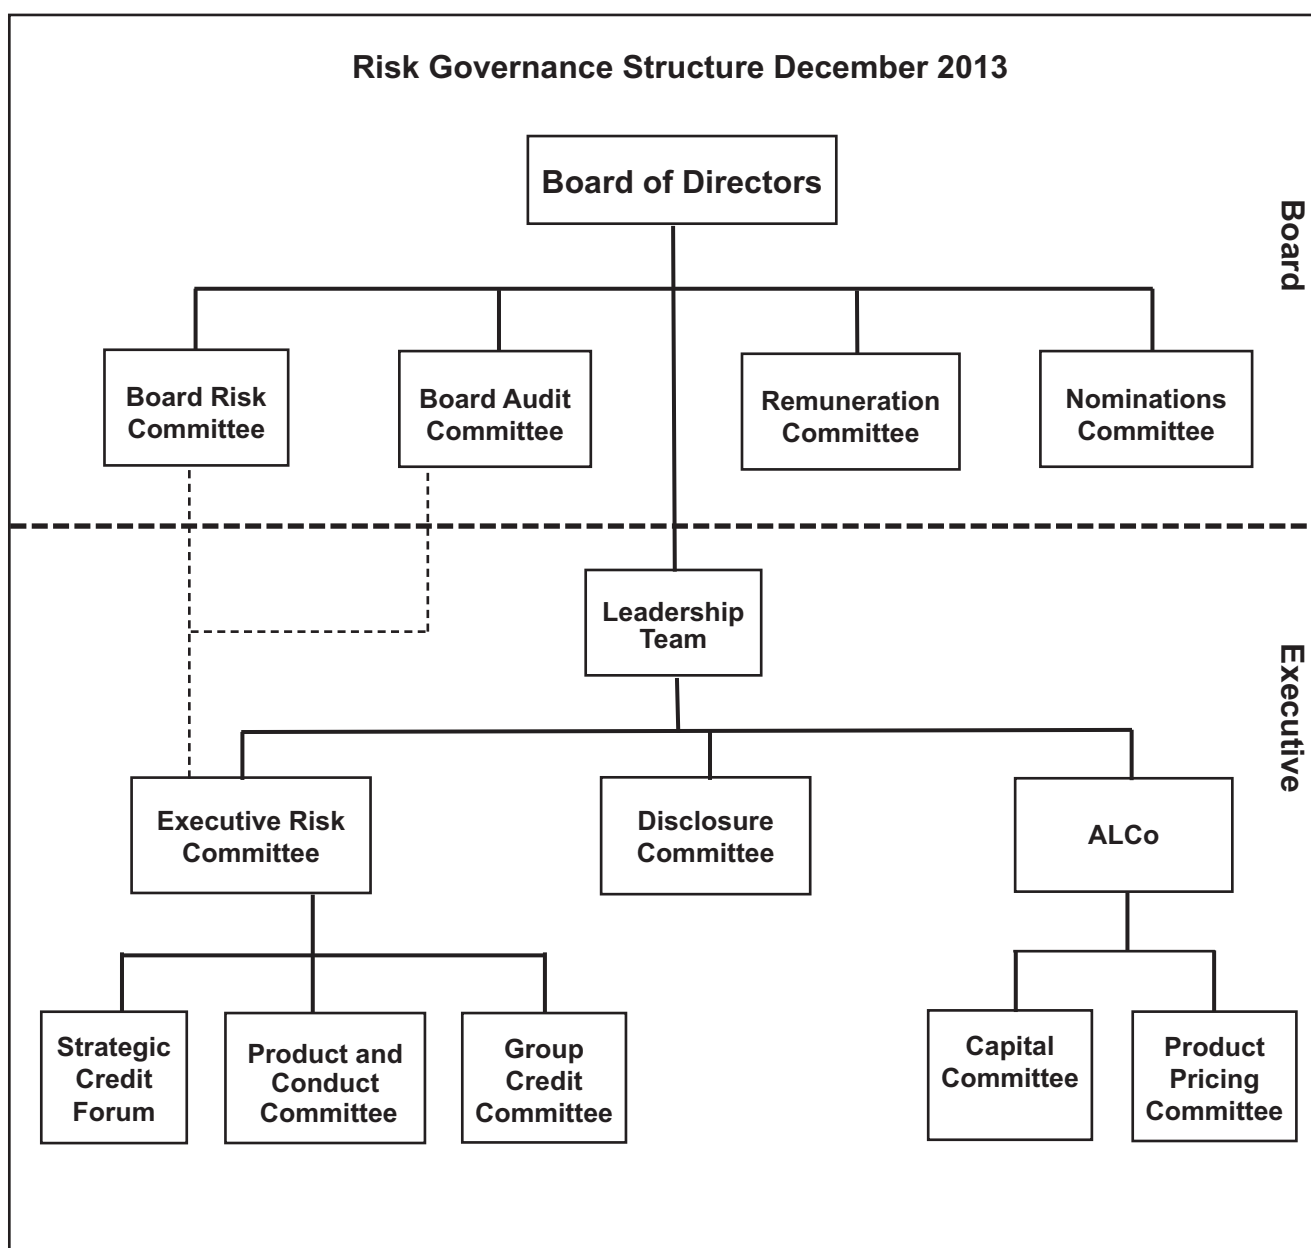 Risk Governance Structure December 2013
Board of Directors
Board
Board Risk
Committee
Board Audit
Committee
Remuneration
Committee
Nominations
Committee
Leadership
Team
Executive
Executive Risk
Committee
Disclosure
Committee
ALCo
Strategic
Credit
Forum
Product and
Conduct
Committee
Group
Credit
Committee
Capital
Committee
Product
Pricing
Committee